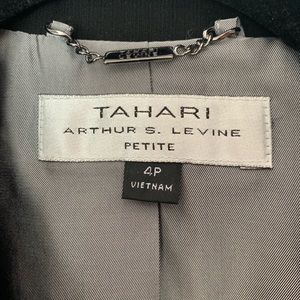 TAHARI
ARTHUR S. LEVINE
PETITE
4P
VIETNAM